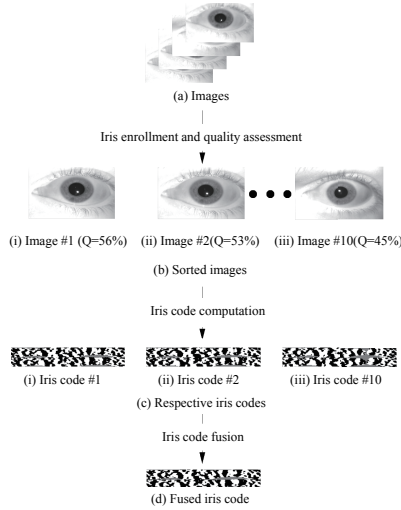 (a) Images
Iris enrollment and quality assessment
(i) Image #1 (Q=56%) (ii) Image #2(Q=53%) (iii) Image #10(Q=45%)
(b) Sorted images
Iris code computation
(i) Iris code #1 (ii) Iris code #2 (iii) Iris code #10
(c) Respective iris codes
Iris code fusion
(d) Fused iris code